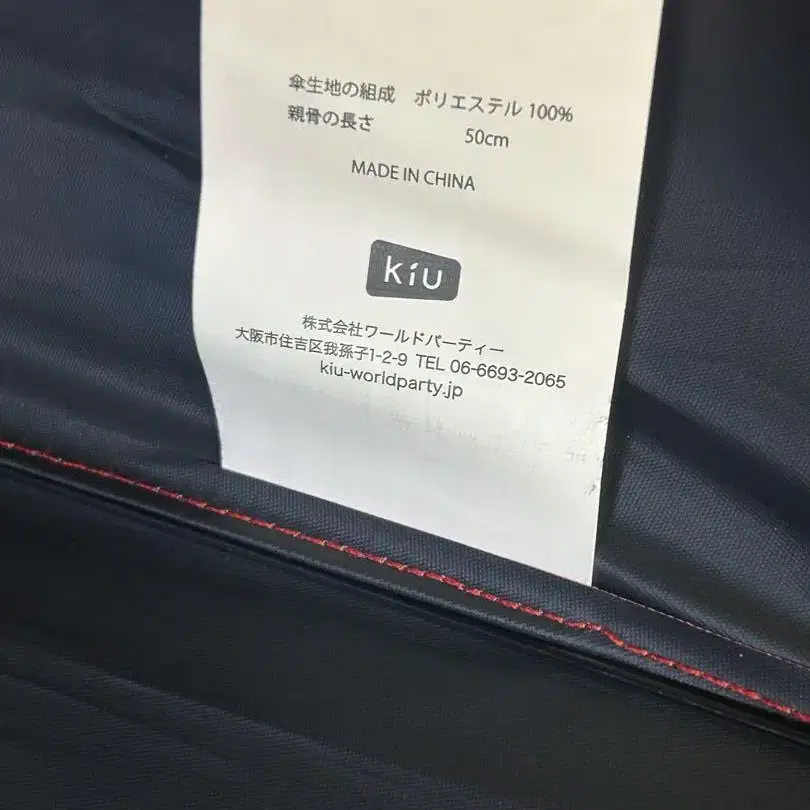 傘生地の組成 ポリエステル 100%
親骨の長さ 50cm
MADE IN CHINA
kiu
株式会社ワールドパーティー
大阪市住吉区我孫子1-2-9 TEL 06-6693-2065
kiu-worldparty.jp